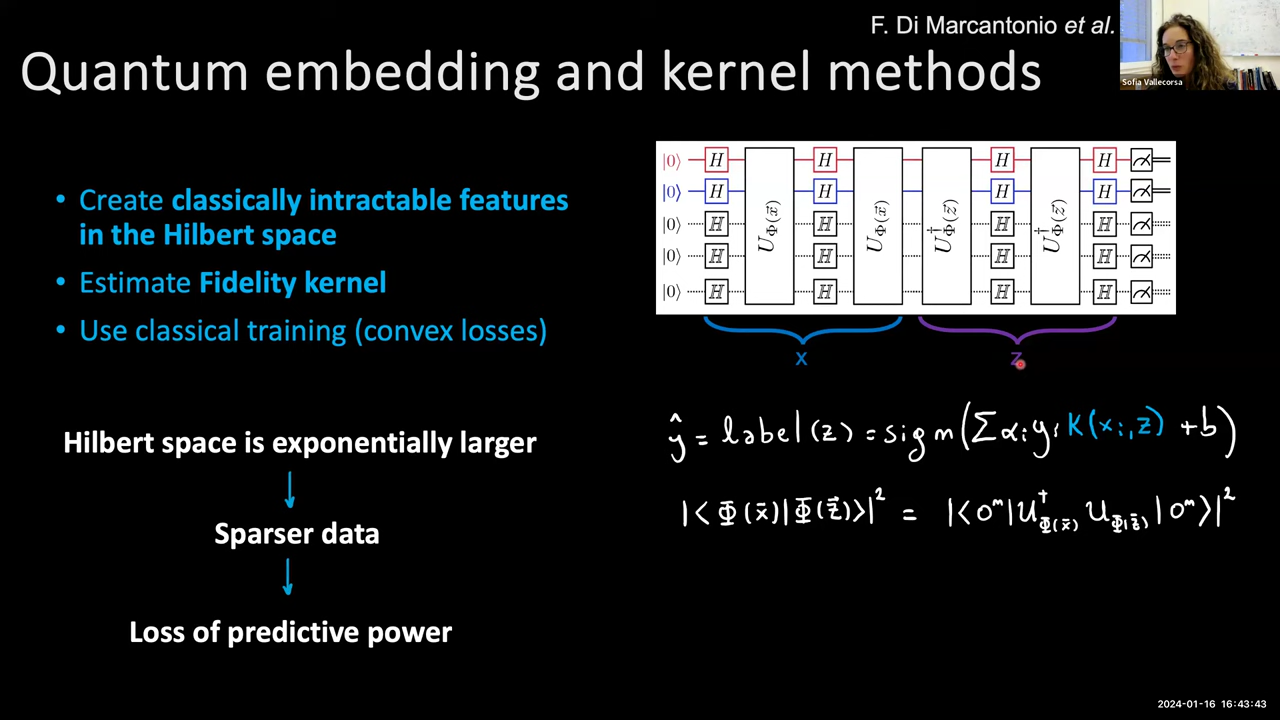 F. Di Marcantonio et al.
Quantum embedding and kernel methods
Sofia Vallecorsa
• Create classically intractable features
in the Hilbert space
• Estimate Fidelity kernel
• Use classical training (convex losses)
Hilbert space is exponentially larger
↓
Sparser data
↓
Loss of predictive power
|0⟩ H H H H
|0⟩ H H H H
|0⟩ ℍ ℍ ℍ ℍ
|0⟩ ℍ ℍ ℍ ℍ
|0⟩ ℍ ℍ ℍ ℍ
U_Φ(x⃗) U_Φ(x⃗) U†_Φ(z⃗) U†_Φ(z⃗)
x z
ŷ = label(z) = sign(Σ αᵢ yᵢ K(xᵢ, z) + b)
|<Φ(x̄)|Φ(z̄)>|² = |<0ⁿ|U†_Φ(x̄) U_Φ(z̄)|0ⁿ>|²
2024-01-16 16:43:43